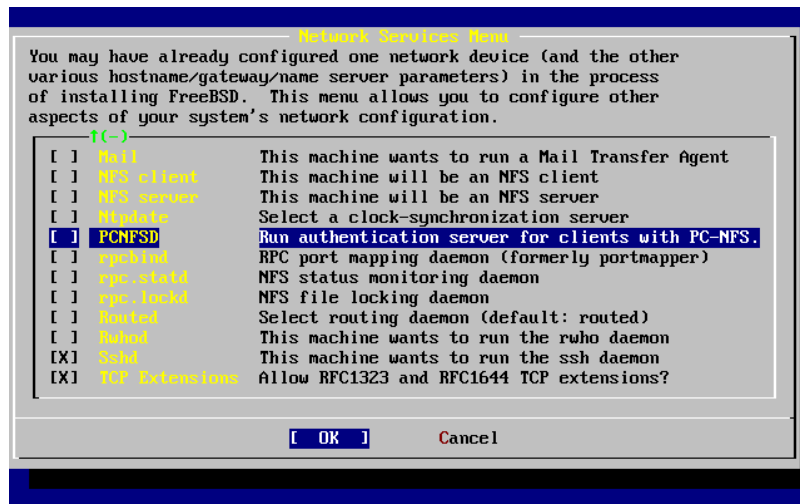 Network Services Menu
You may have already configured one network device (and the other
various hostname/gateway/name server parameters) in the process
of installing FreeBSD.  This menu allows you to configure other
aspects of your system's network configuration.
↑(-)
[ ] Mail This machine wants to run a Mail Transfer Agent
[ ] NFS client This machine will be an NFS client
[ ] NFS server This machine will be an NFS server
[ ] Ntpdate Select a clock-synchronization server
[ ] PCNFSD Run authentication server for clients with PC-NFS.
[ ] rpcbind RPC port mapping daemon (formerly portmapper)
[ ] rpc.statd NFS status monitoring daemon
[ ] rpc.lockd NFS file locking daemon
[ ] Routed Select routing daemon (default: routed)
[ ] Rwhod This machine wants to run the rwho daemon
[X] Sshd This machine wants to run the ssh daemon
[X] TCP Extensions Allow RFC1323 and RFC1644 TCP extensions?
[ OK ] Cancel